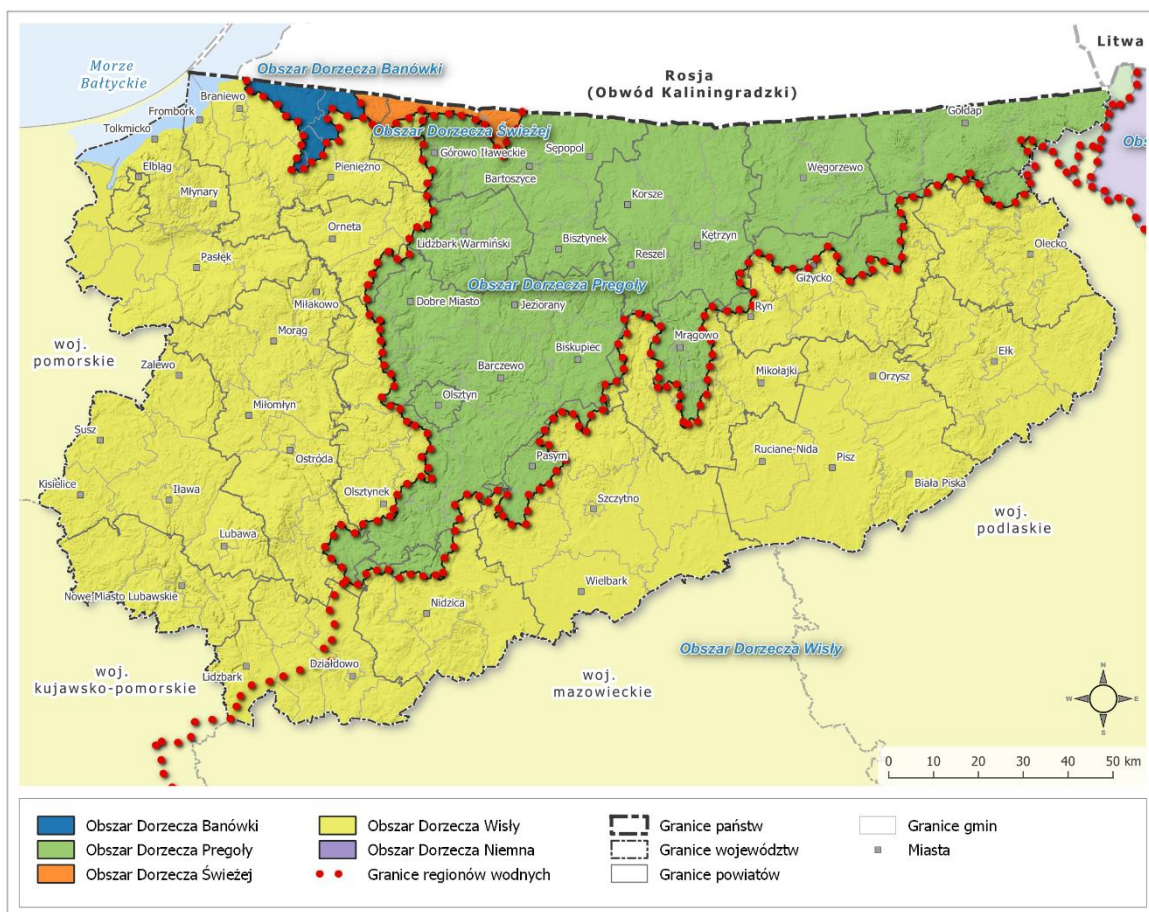 Litwa
Morze
Bałtyckie
Obszar Dorzecza Banówki
Rosja
(Obwód Kaliningradzki)
Braniewo
Frombork
Tolkmicko
Gołdap
Obszar Dorzecza Świeżej
Obs
Górowo Iławeckie
Sępopol
Elbląg
Pieniężno
Bartoszyce
Węgorzewo
Młynary
Korsze
Orneta
Lidzbark Warmiński
Bisztynek
Kętrzyn
Olecko
Pasłęk
Reszel
Giżycko
Obszar Dorzecza Pregoły
Miłakowo
Dobre Miasto
Jeziorany
Ryn
Morąg
Mrągowo
woj.
pomorskie
Zalewo
Biskupiec
Ełk
Barczewo
Mikołajki
Orzysz
Miłomłyn
Olsztyn
Susz
Ostróda
Pasym
Ruciane-Nida
Pisz
Kisielice
Iława
Olsztynek
Szczytno
Biała Piska
woj.
podlaskie
Lubawa
Nowe Miasto Lubawskie
Nidzica
Wielbark
Obszar Dorzecza Wisły
woj.
kujawsko-pomorskie
Lidzbark
Działdowo
woj.
mazowieckie
N
W
E
S
0 10 20 30 40 50 km
Obszar Dorzecza Banówki
Obszar Dorzecza Wisły
Granice państw
Granice gmin
Obszar Dorzecza Pregoły
Obszar Dorzecza Niemna
Granice województw
Miasta
Obszar Dorzecza Świeżej
Granice regionów wodnych
Granice powiatów